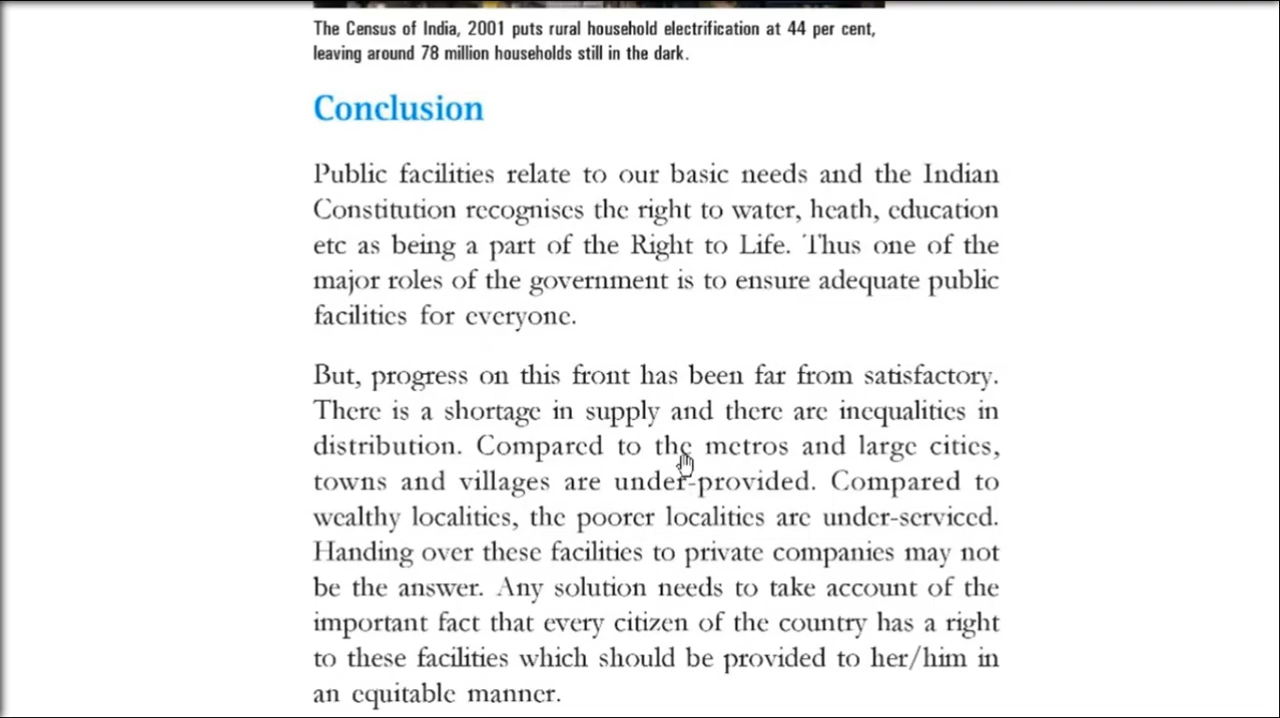 The Census of India, 2001 puts rural household electrification at 44 per cent,
leaving around 78 million households still in the dark.
Conclusion
Public facilities relate to our basic needs and the Indian
Constitution recognises the right to water, heath, education
etc as being a part of the Right to Life. Thus one of the
major roles of the government is to ensure adequate public
facilities for everyone.
But, progress on this front has been far from satisfactory.
There is a shortage in supply and there are inequalities in
distribution. Compared to the metros and large cities,
towns and villages are under-provided. Compared to
wealthy localities, the poorer localities are under-serviced.
Handing over these facilities to private companies may not
be the answer. Any solution needs to take account of the
important fact that every citizen of the country has a right
to these facilities which should be provided to her/him in
an equitable manner.